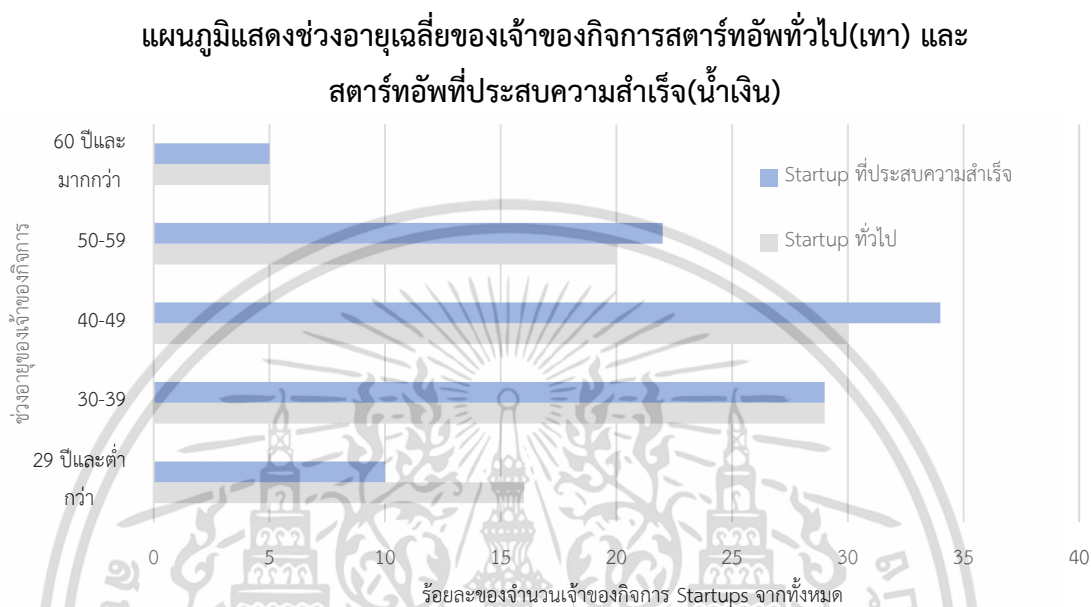 แผนภูมิแสดงช่วงอายุเฉลี่ยของเจ้าของกิจการสตาร์ทอัพทั่วไป(เทา) และ
สตาร์ทอัพที่ประสบความสำเร็จ(น้ำเงิน)
60 ปีและ
มากกว่า
50-59
40-49
30-39
29 ปีและต่ำ
กว่า
ช่วงอายุของเจ้าของกิจการ
Startup ที่ประสบความสำเร็จ
Startup ทั่วไป
0 5 10 15 20 25 30 35 40
ร้อยละของจำนวนเจ้าของกิจการ Startups จากทั้งหมด